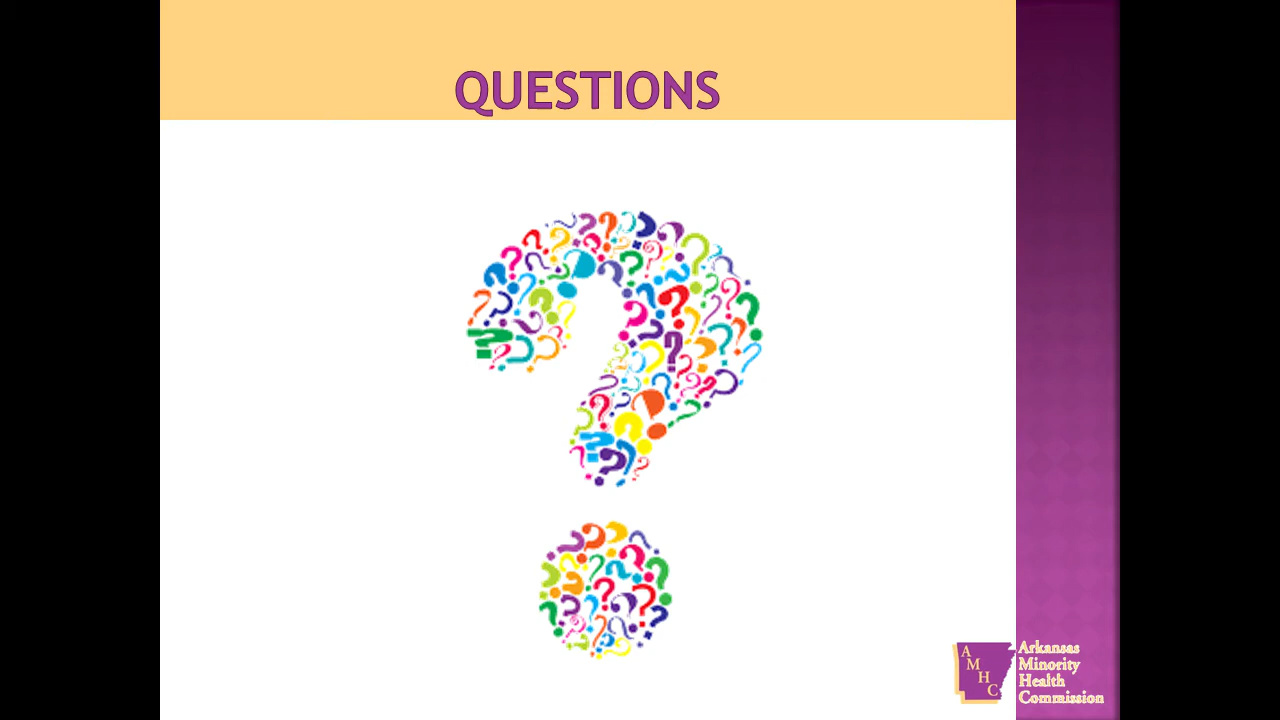 QUESTIONS
A
M
H
C
Arkansas
Minority
Health
Commission